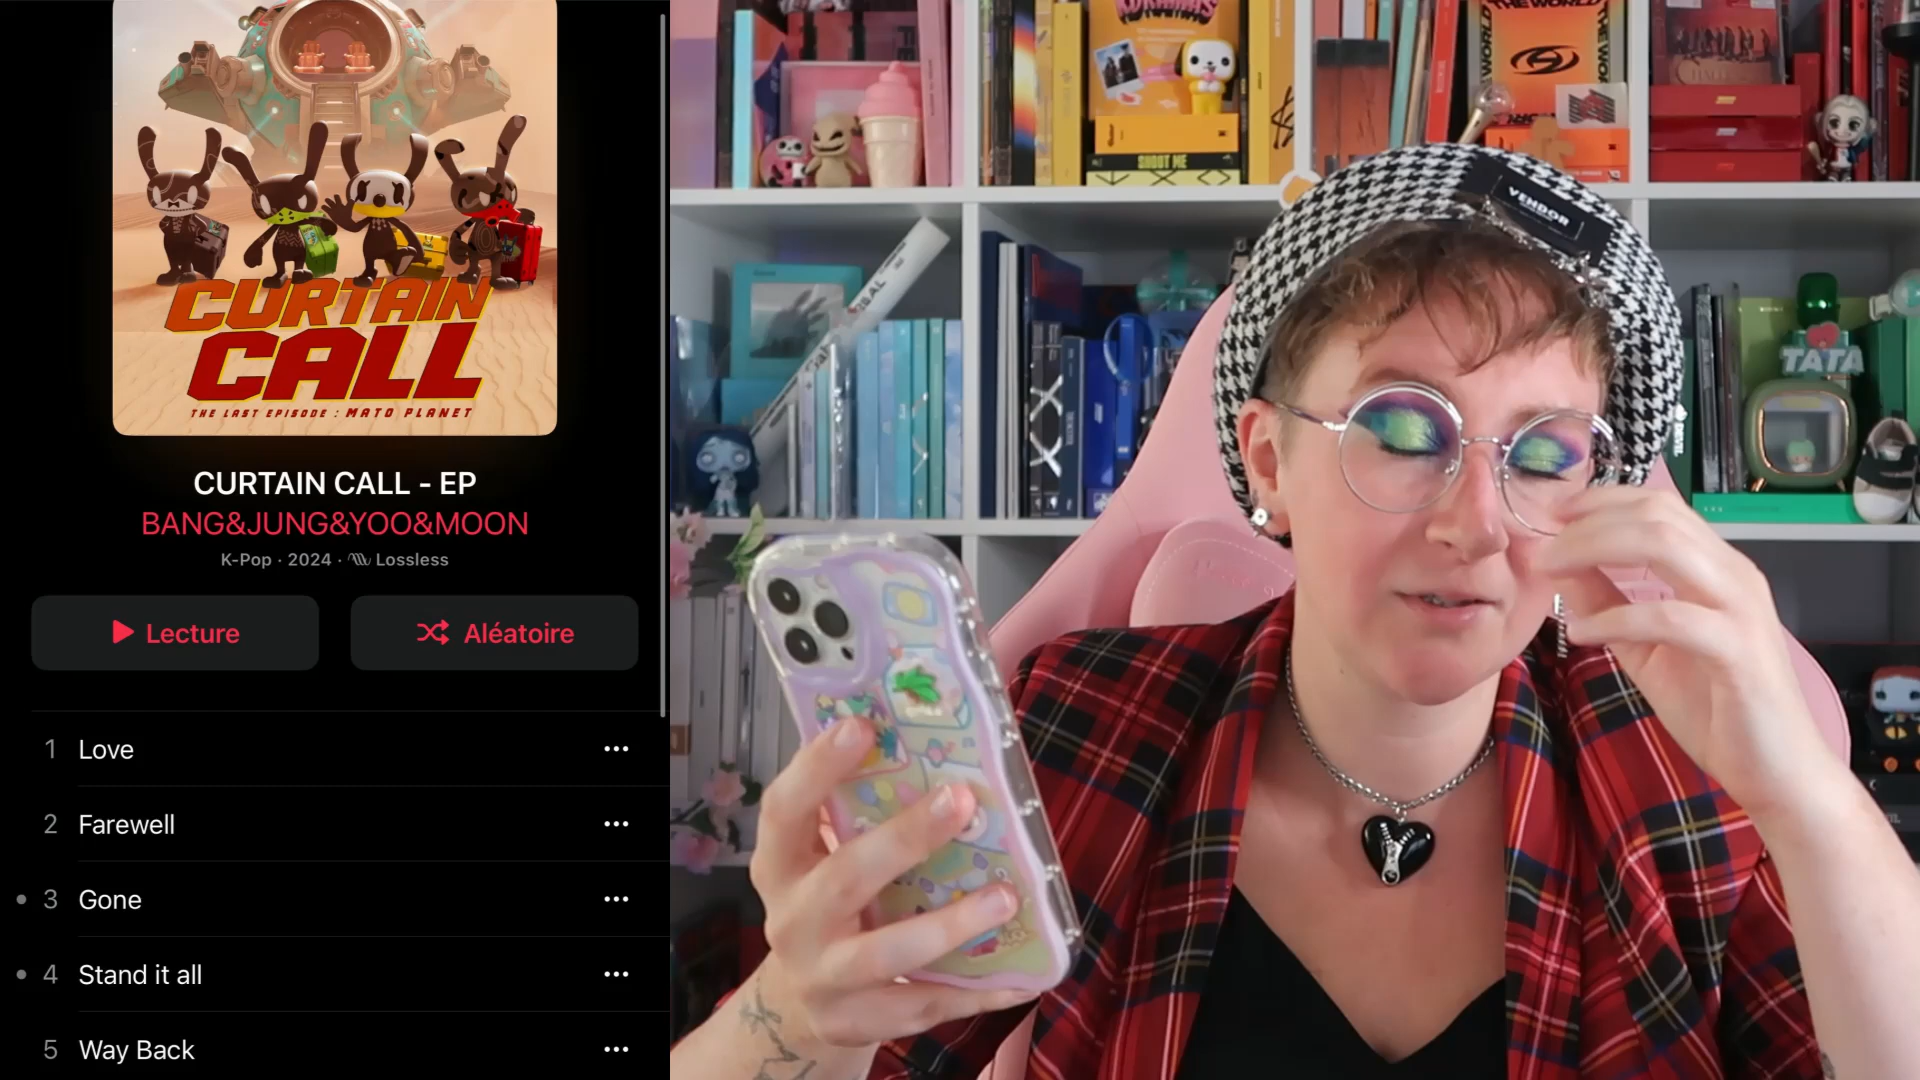 CURTAIN
CALL
THE LAST EPISODE : MATO PLANET
CURTAIN CALL - EP
BANG&JUNG&YOO&MOON
K-Pop · 2024 · Lossless
Lecture
Aléatoire
1 Love
2 Farewell
3 Gone
4 Stand it all
5 Way Back
SHOOT ME
THE WORLD
VENDOR
TATA